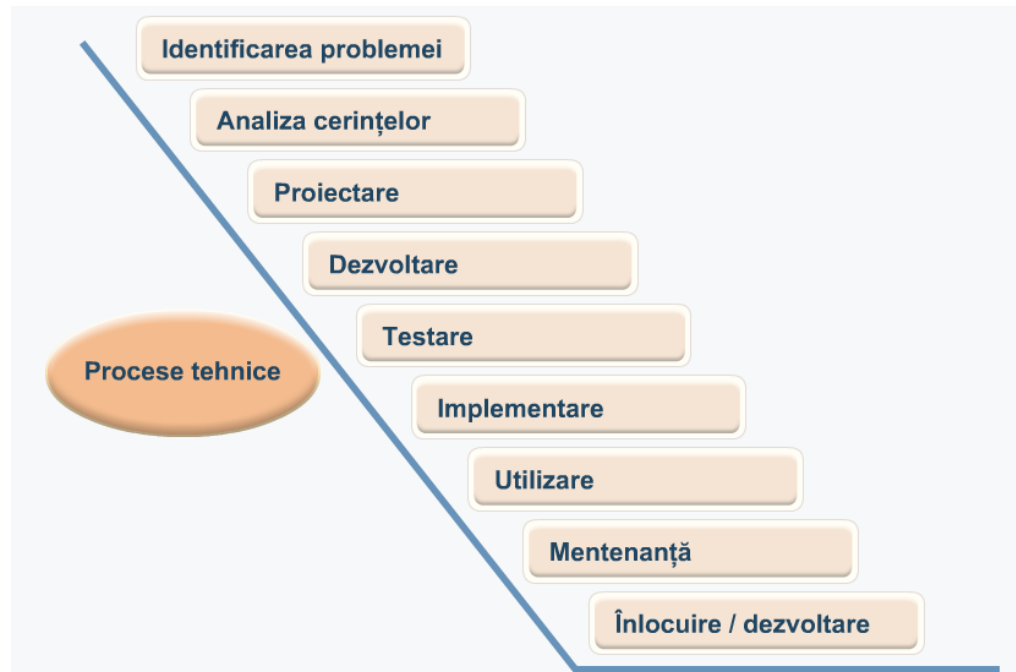 Identificarea problemei
Analiza cerințelor
Proiectare
Dezvoltare
Testare
Procese tehnice
Implementare
Utilizare
Mentenanță
Înlocuire / dezvoltare